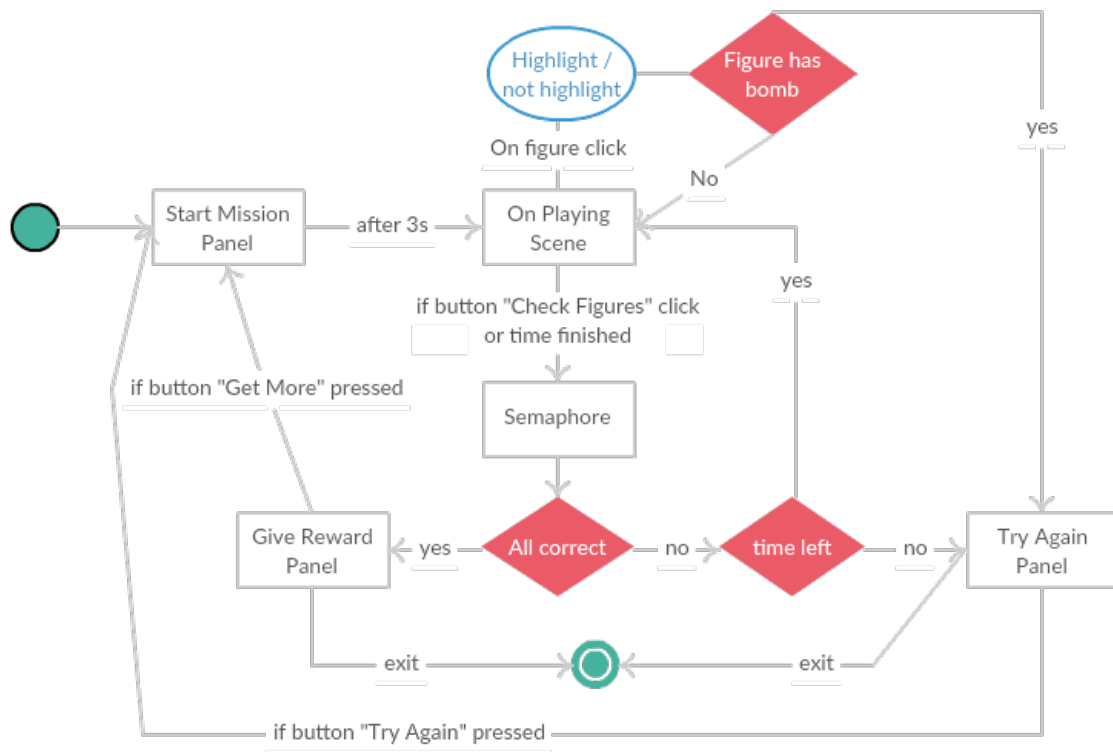 Highlight /
not highlight
Figure has
bomb
yes
On figure click
No
Start Mission
Panel
after 3s
On Playing
Scene
yes
if button "Check Figures" click
or time finished
if button "Get More" pressed
Semaphore
Give Reward
Panel
yes
All correct
no
time left
no
Try Again
Panel
exit
exit
if button "Try Again" pressed